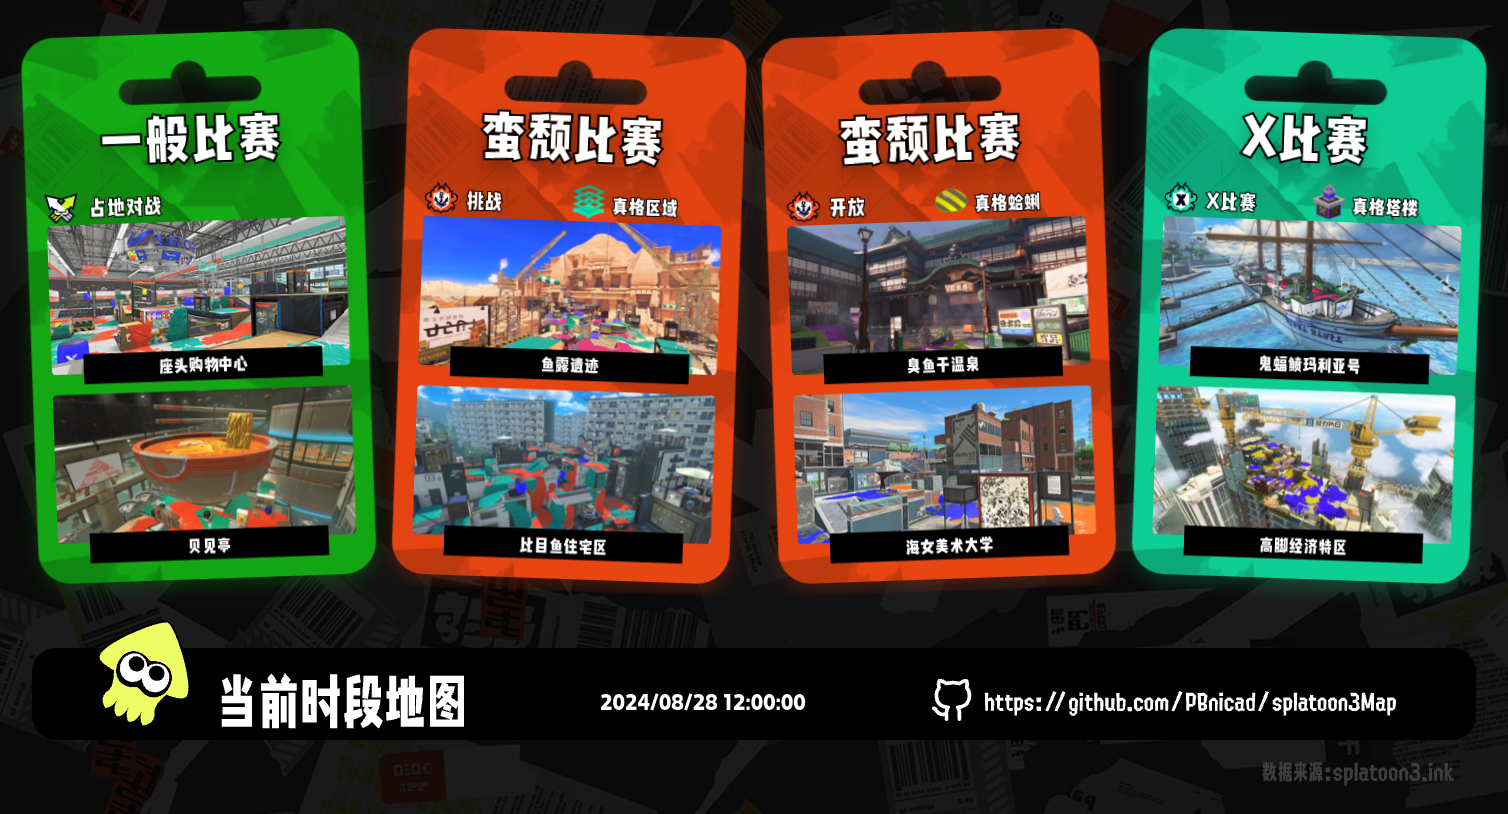 一般比赛
占地对战
座头购物中心
贝见亭
蛮颓比赛
挑战
真格区域
鱼露遗迹
比目鱼住宅区
蛮颓比赛
开放
真格蛤蜊
臭鱼干温泉
海女美术大学
X比赛
X比赛
真格塔楼
鬼蝠鲼玛利亚号
高脚经济特区
当前时段地图
2024/08/28 12:00:00
https://github.com/PBnicad/splatoon3Map
数据来源:splatoon3.ink